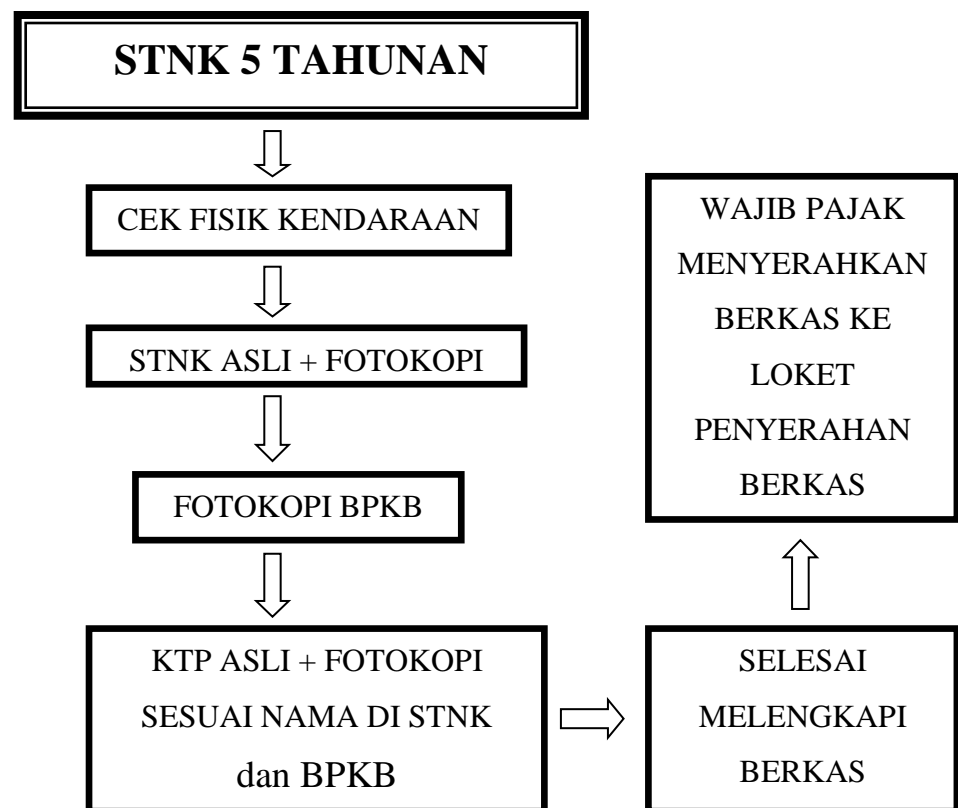 STNK 5 TAHUNAN
CEK FISIK KENDARAAN
STNK ASLI + FOTOKOPI
FOTOKOPI BPKB
KTP ASLI + FOTOKOPI
SESUAI NAMA DI STNK
dan BPKB
SELESAI
MELENGKAPI
BERKAS
WAJIB PAJAK
MENYERAHKAN
BERKAS KE
LOKET
PENYERAHAN
BERKAS